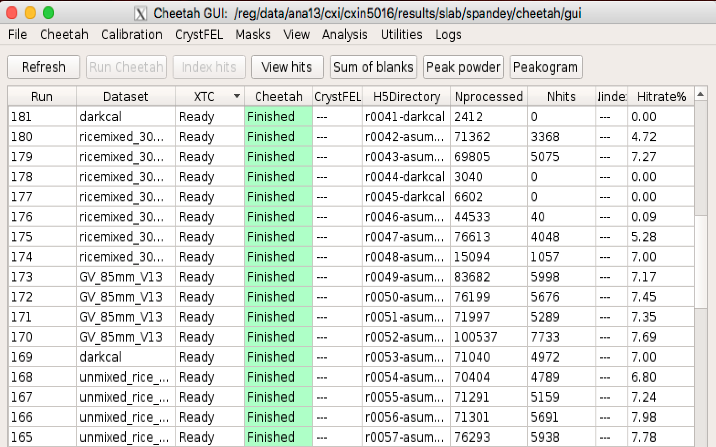 Cheetah GUI: /reg/data/ana13/cxi/cxin5016/results/slab/spandey/cheetah/gui
File Cheetah Calibration CrystFEL Masks View Analysis Utilities Logs
Refresh Run Cheetah Index hits View hits Sum of blanks Peak powder Peakogram
Run Dataset XTC Cheetah CrystFEL H5Directory Nprocessed Nhits Jindex Hitrate%
181 darkcal Ready Finished --- r0041-darkcal 2412 0 --- 0.00
180 ricemixed_30... Ready Finished --- r0042-asum... 71362 3368 --- 4.72
179 ricemixed_30... Ready Finished --- r0043-asum... 69805 5075 --- 7.27
178 ricemixed_30... Ready Finished --- r0044-darkcal 3040 0 --- 0.00
177 ricemixed_30... Ready Finished --- r0045-darkcal 6602 0 --- 0.00
176 ricemixed_30... Ready Finished --- r0046-asum... 44533 40 --- 0.09
175 ricemixed_30... Ready Finished --- r0047-asum... 76613 4048 --- 5.28
174 ricemixed_30... Ready Finished --- r0048-asum... 15094 1057 --- 7.00
173 GV_85mm_V13 Ready Finished --- r0049-asum... 83682 5998 --- 7.17
172 GV_85mm_V13 Ready Finished --- r0050-asum... 76199 5676 --- 7.45
171 GV_85mm_V13 Ready Finished --- r0051-asum... 71997 5289 --- 7.35
170 GV_85mm_V13 Ready Finished --- r0052-asum... 100537 7733 --- 7.69
169 darkcal Ready Finished --- r0053-asum... 71040 4972 --- 7.00
168 unmixed_rice_... Ready Finished --- r0054-asum... 70404 4789 --- 6.80
167 unmixed_rice_... Ready Finished --- r0055-asum... 71291 5159 --- 7.24
166 unmixed_rice_... Ready Finished --- r0056-asum... 71301 5691 --- 7.98
165 unmixed_rice_... Ready Finished --- r0057-asum... 76293 5938 --- 7.78